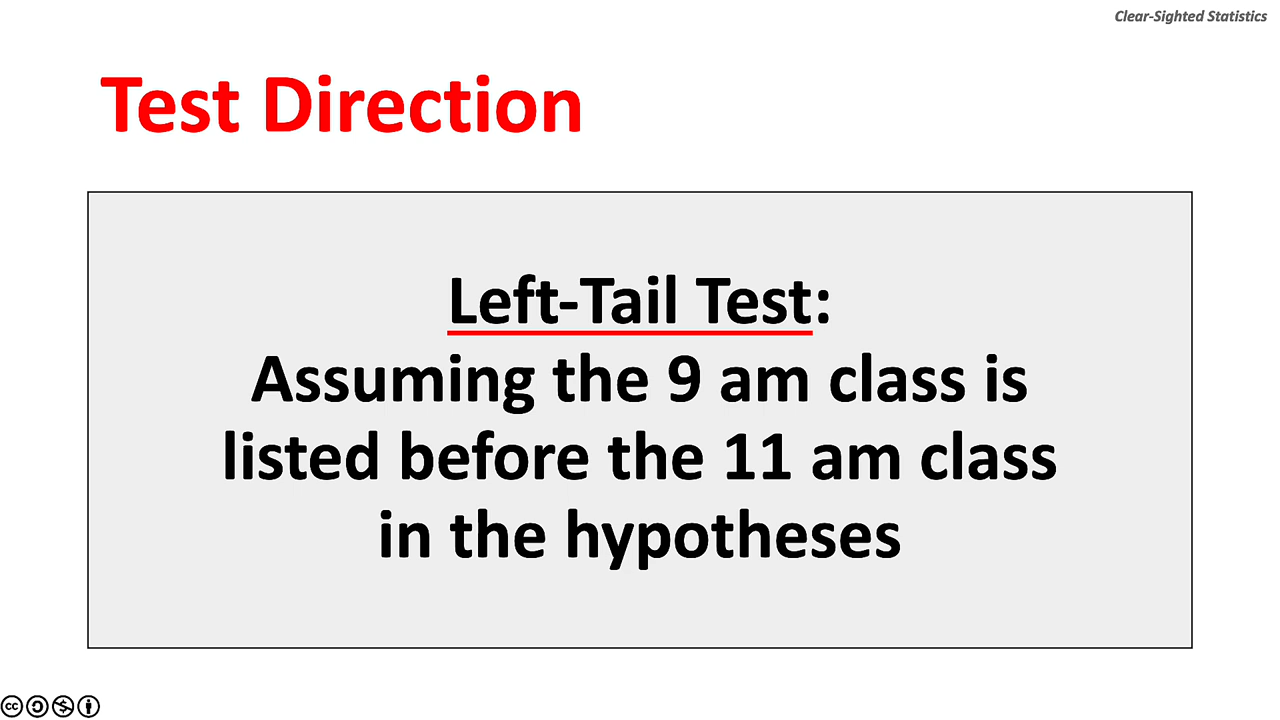 Clear-Sighted Statistics
Test Direction
Left-Tail Test:
Assuming the 9 am class is
listed before the 11 am class
in the hypotheses